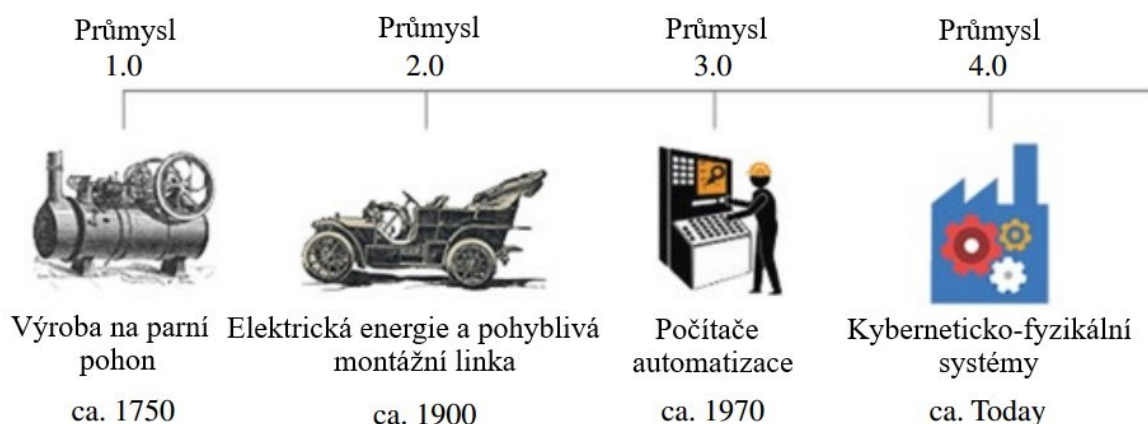 Průmysl
1.0
Průmysl
2.0
Průmysl
3.0
Průmysl
4.0
Výroba na parní
pohon
ca. 1750
Elektrická energie a pohyblivá
montážní linka
ca. 1900
Počítače
automatizace
ca. 1970
Kyberneticko-fyzikální
systémy
ca. Today